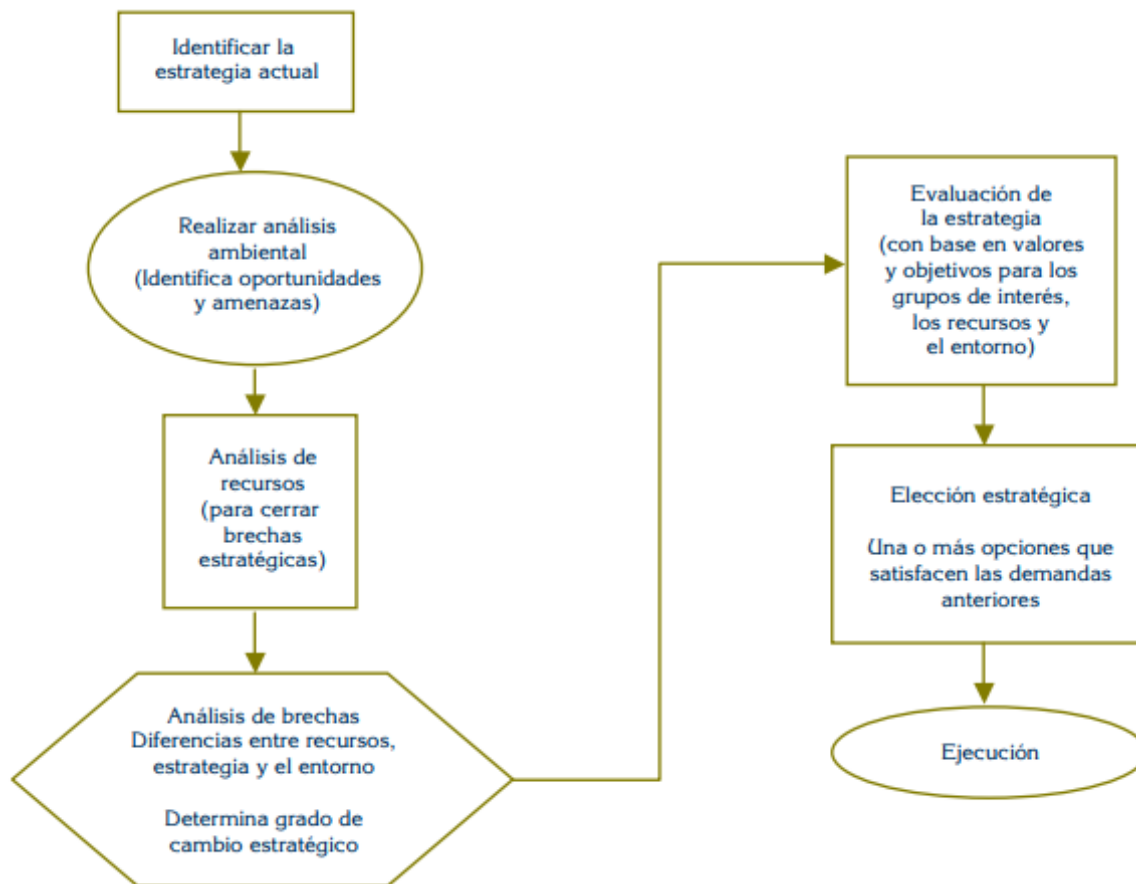 Identificar la
estrategia actual
Realizar análisis
ambiental
(Identifica oportunidades
y amenazas)
Análisis de
recursos
(para cerrar
brechas
estratégicas)
Análisis de brechas
Diferencias entre recursos,
estrategia y el entorno
Determina grado de
cambio estratégico
Evaluación de
la estrategia
(con base en valores
y objetivos para los
grupos de interés,
los recursos y
el entorno)
Elección estratégica
Una o más opciones que
satisfacen las demandas
anteriores
Ejecución